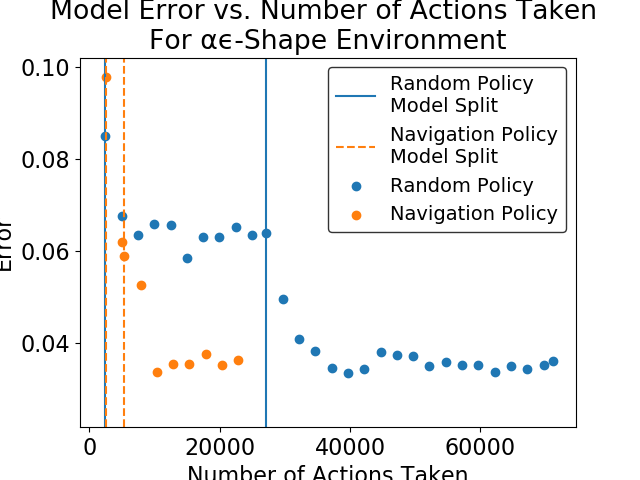 Model Error vs. Number of Actions Taken
For αϵ-Shape Environment
0.10
0.08
0.06
0.04
Error
0
20000
40000
60000
Number of Actions Taken
Random Policy
Model Split
Navigation Policy
Model Split
Random Policy
Navigation Policy